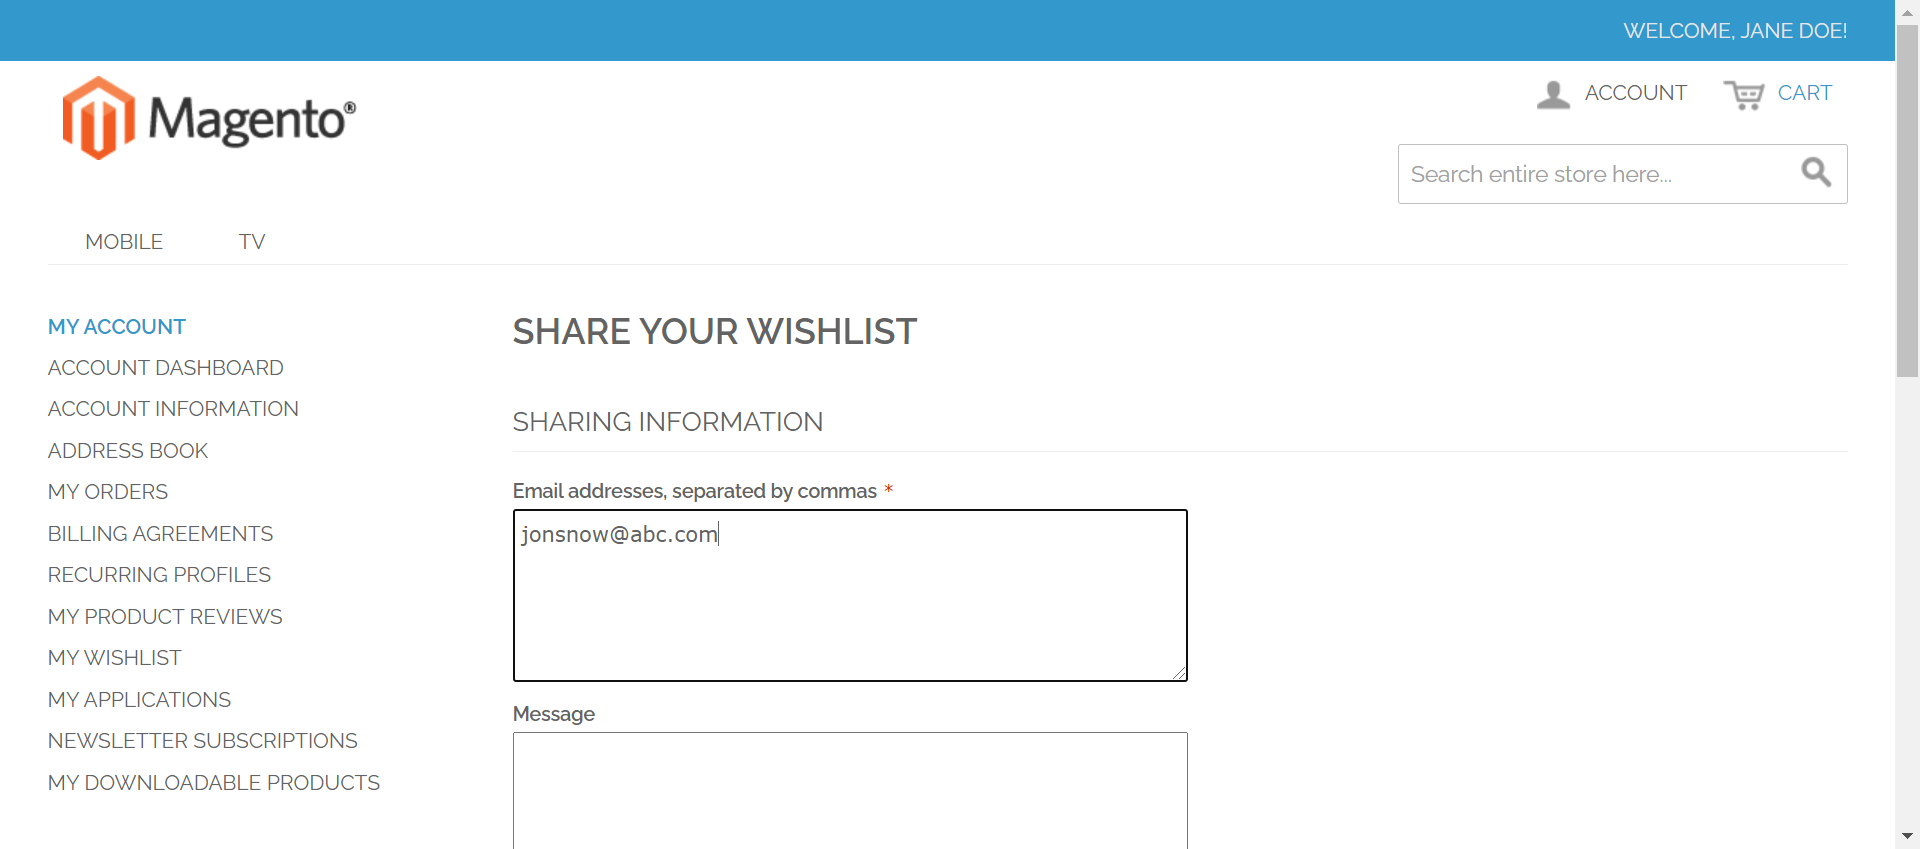 WELCOME, JANE DOE!
Magento®
ACCOUNT
CART
Search entire store here...
MOBILE
TV
MY ACCOUNT
ACCOUNT DASHBOARD
ACCOUNT INFORMATION
ADDRESS BOOK
MY ORDERS
BILLING AGREEMENTS
RECURRING PROFILES
MY PRODUCT REVIEWS
MY WISHLIST
MY APPLICATIONS
NEWSLETTER SUBSCRIPTIONS
MY DOWNLOADABLE PRODUCTS
SHARE YOUR WISHLIST
SHARING INFORMATION
Email addresses, separated by commas *
jonsnow@abc.com
Message